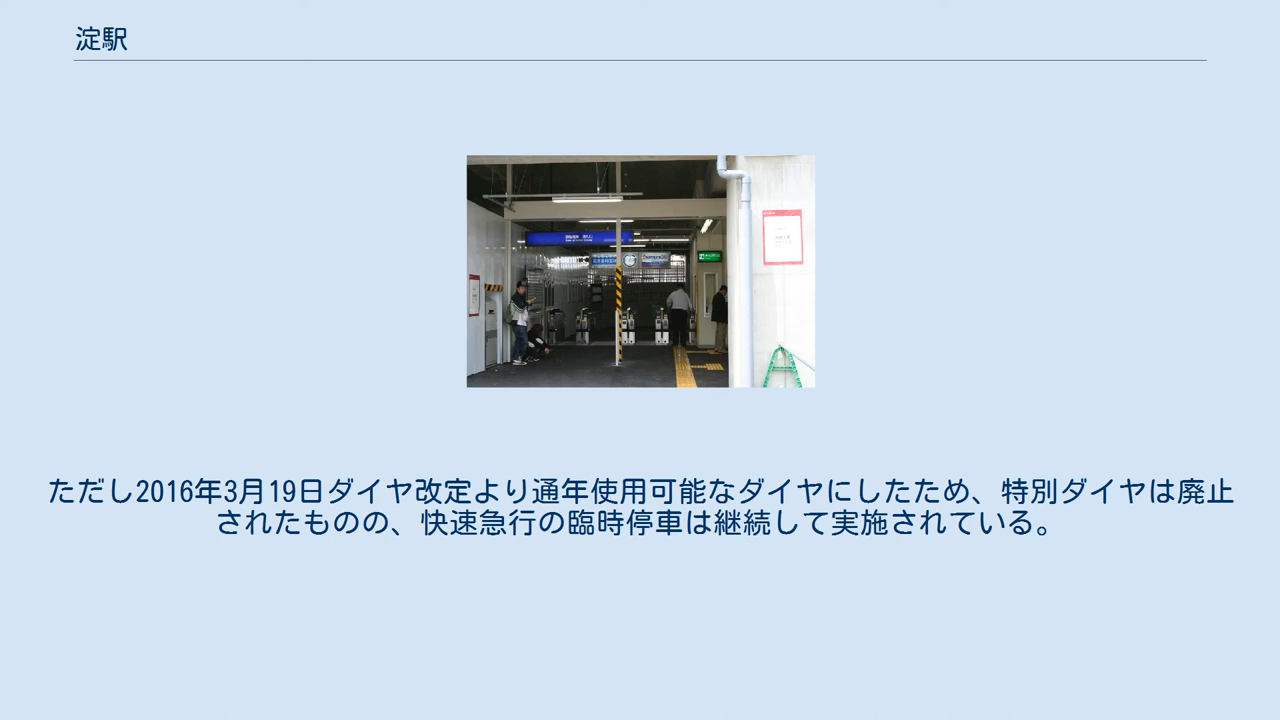 淀駅
ただし2016年3月19日ダイヤ改定より通年使用可能なダイヤにしたため、特別ダイヤは廃止
されたものの、快速急行の臨時停車は継続して実施されている。